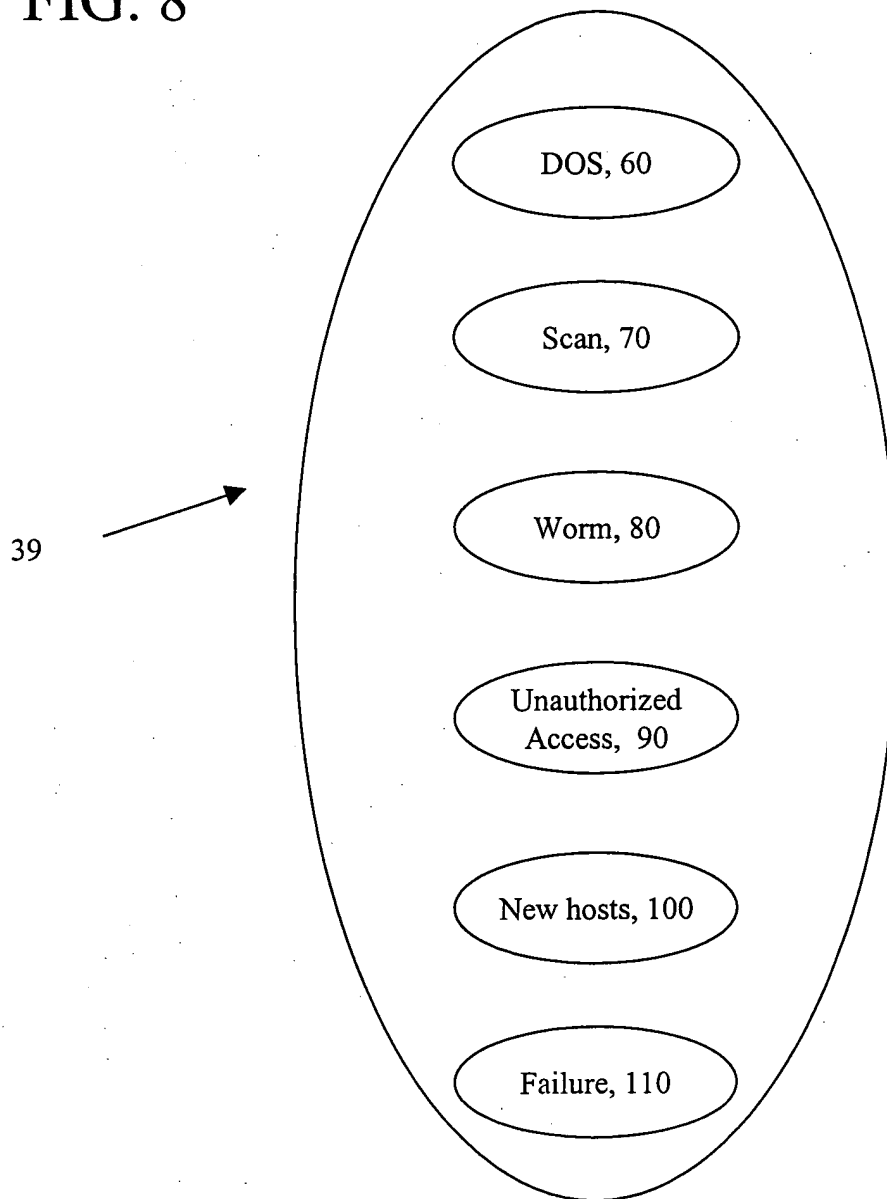 FIG. 8
DOS, 60
Scan, 70
39
Worm, 80
Unauthorized
Access, 90
New hosts, 100
Failure, 110